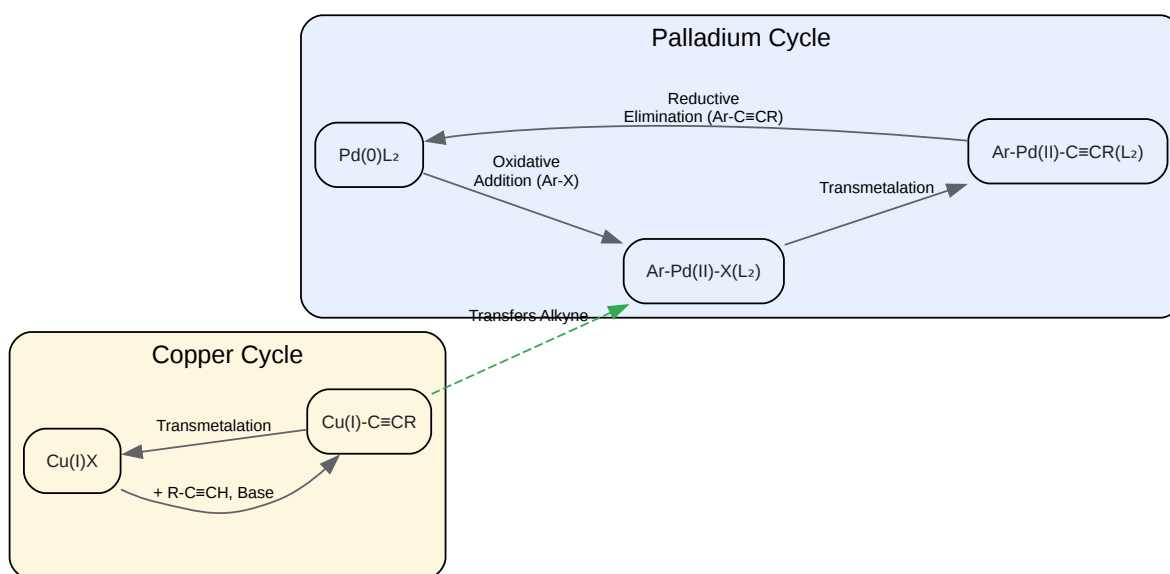 Palladium Cycle
Reductive
Elimination (Ar-C≡CR)
Pd(0)L₂
Oxidative
Addition (Ar-X)
Ar-Pd(II)-C≡CR(L₂)
Transmetalation
Ar-Pd(II)-X(L₂)
Transfers Alkyne
Copper Cycle
Transmetalation
Cu(I)-C≡CR
Cu(I)X
+ R-C≡CH, Base